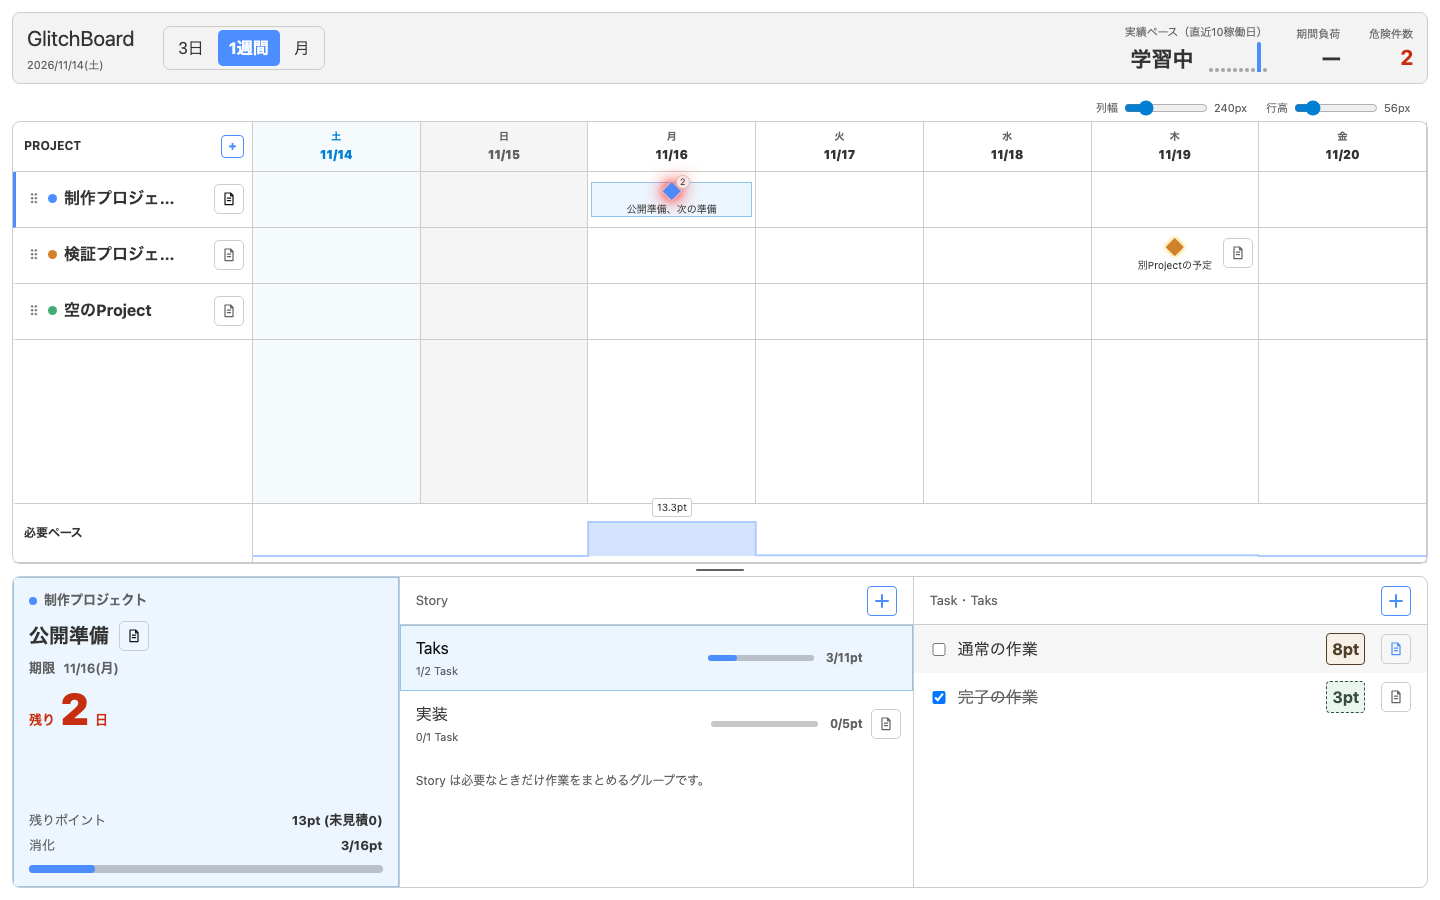 GlitchBoard
2026/11/14(土)
3日 1週間 月
実績ペース（直近10稼働日）
学習中
期間負荷
—
危険件数
2
列幅 240px 行高 56px
PROJECT +
土 日 月 火 水 木 金
11/14 11/15 11/16 11/17 11/18 11/19 11/20
制作プロジェ...
2
公開準備、次の準備
検証プロジェ...
別Projectの予定
空のProject
13.3pt
必要ペース
制作プロジェクト
公開準備
期限 11/16(月)
残り 2 日
残りポイント 13pt (未見積0)
消化 3/16pt
Story +
Taks
1/2 Task
3/11pt
実装
0/1 Task
0/5pt
Story は必要なときだけ作業をまとめるグループです。
Task・Taks +
通常の作業 8pt
完了の作業 3pt